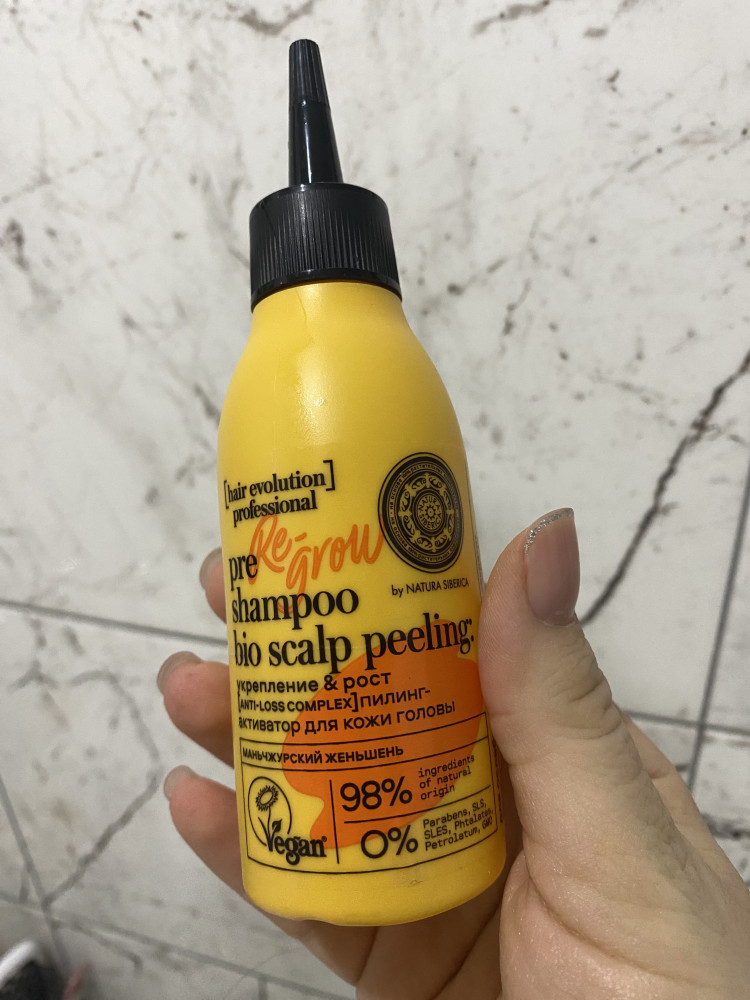 [hair evolution]
professional
Re-
grow
by NATURA SIBERICA
pre
shampoo
bio scalp peeling:
укрепление & рост
[ANTI-LOSS COMPLEX] ПИЛИНГ-
активатор для кожи головы
МАНЬЧЖУРСКИЙ ЖЕНЬШЕНЬ
98% ingredients
of natural
origin
Vegan
0% Parabens, SLS,
SLES, Phtalates,
Petrolatum, GMO